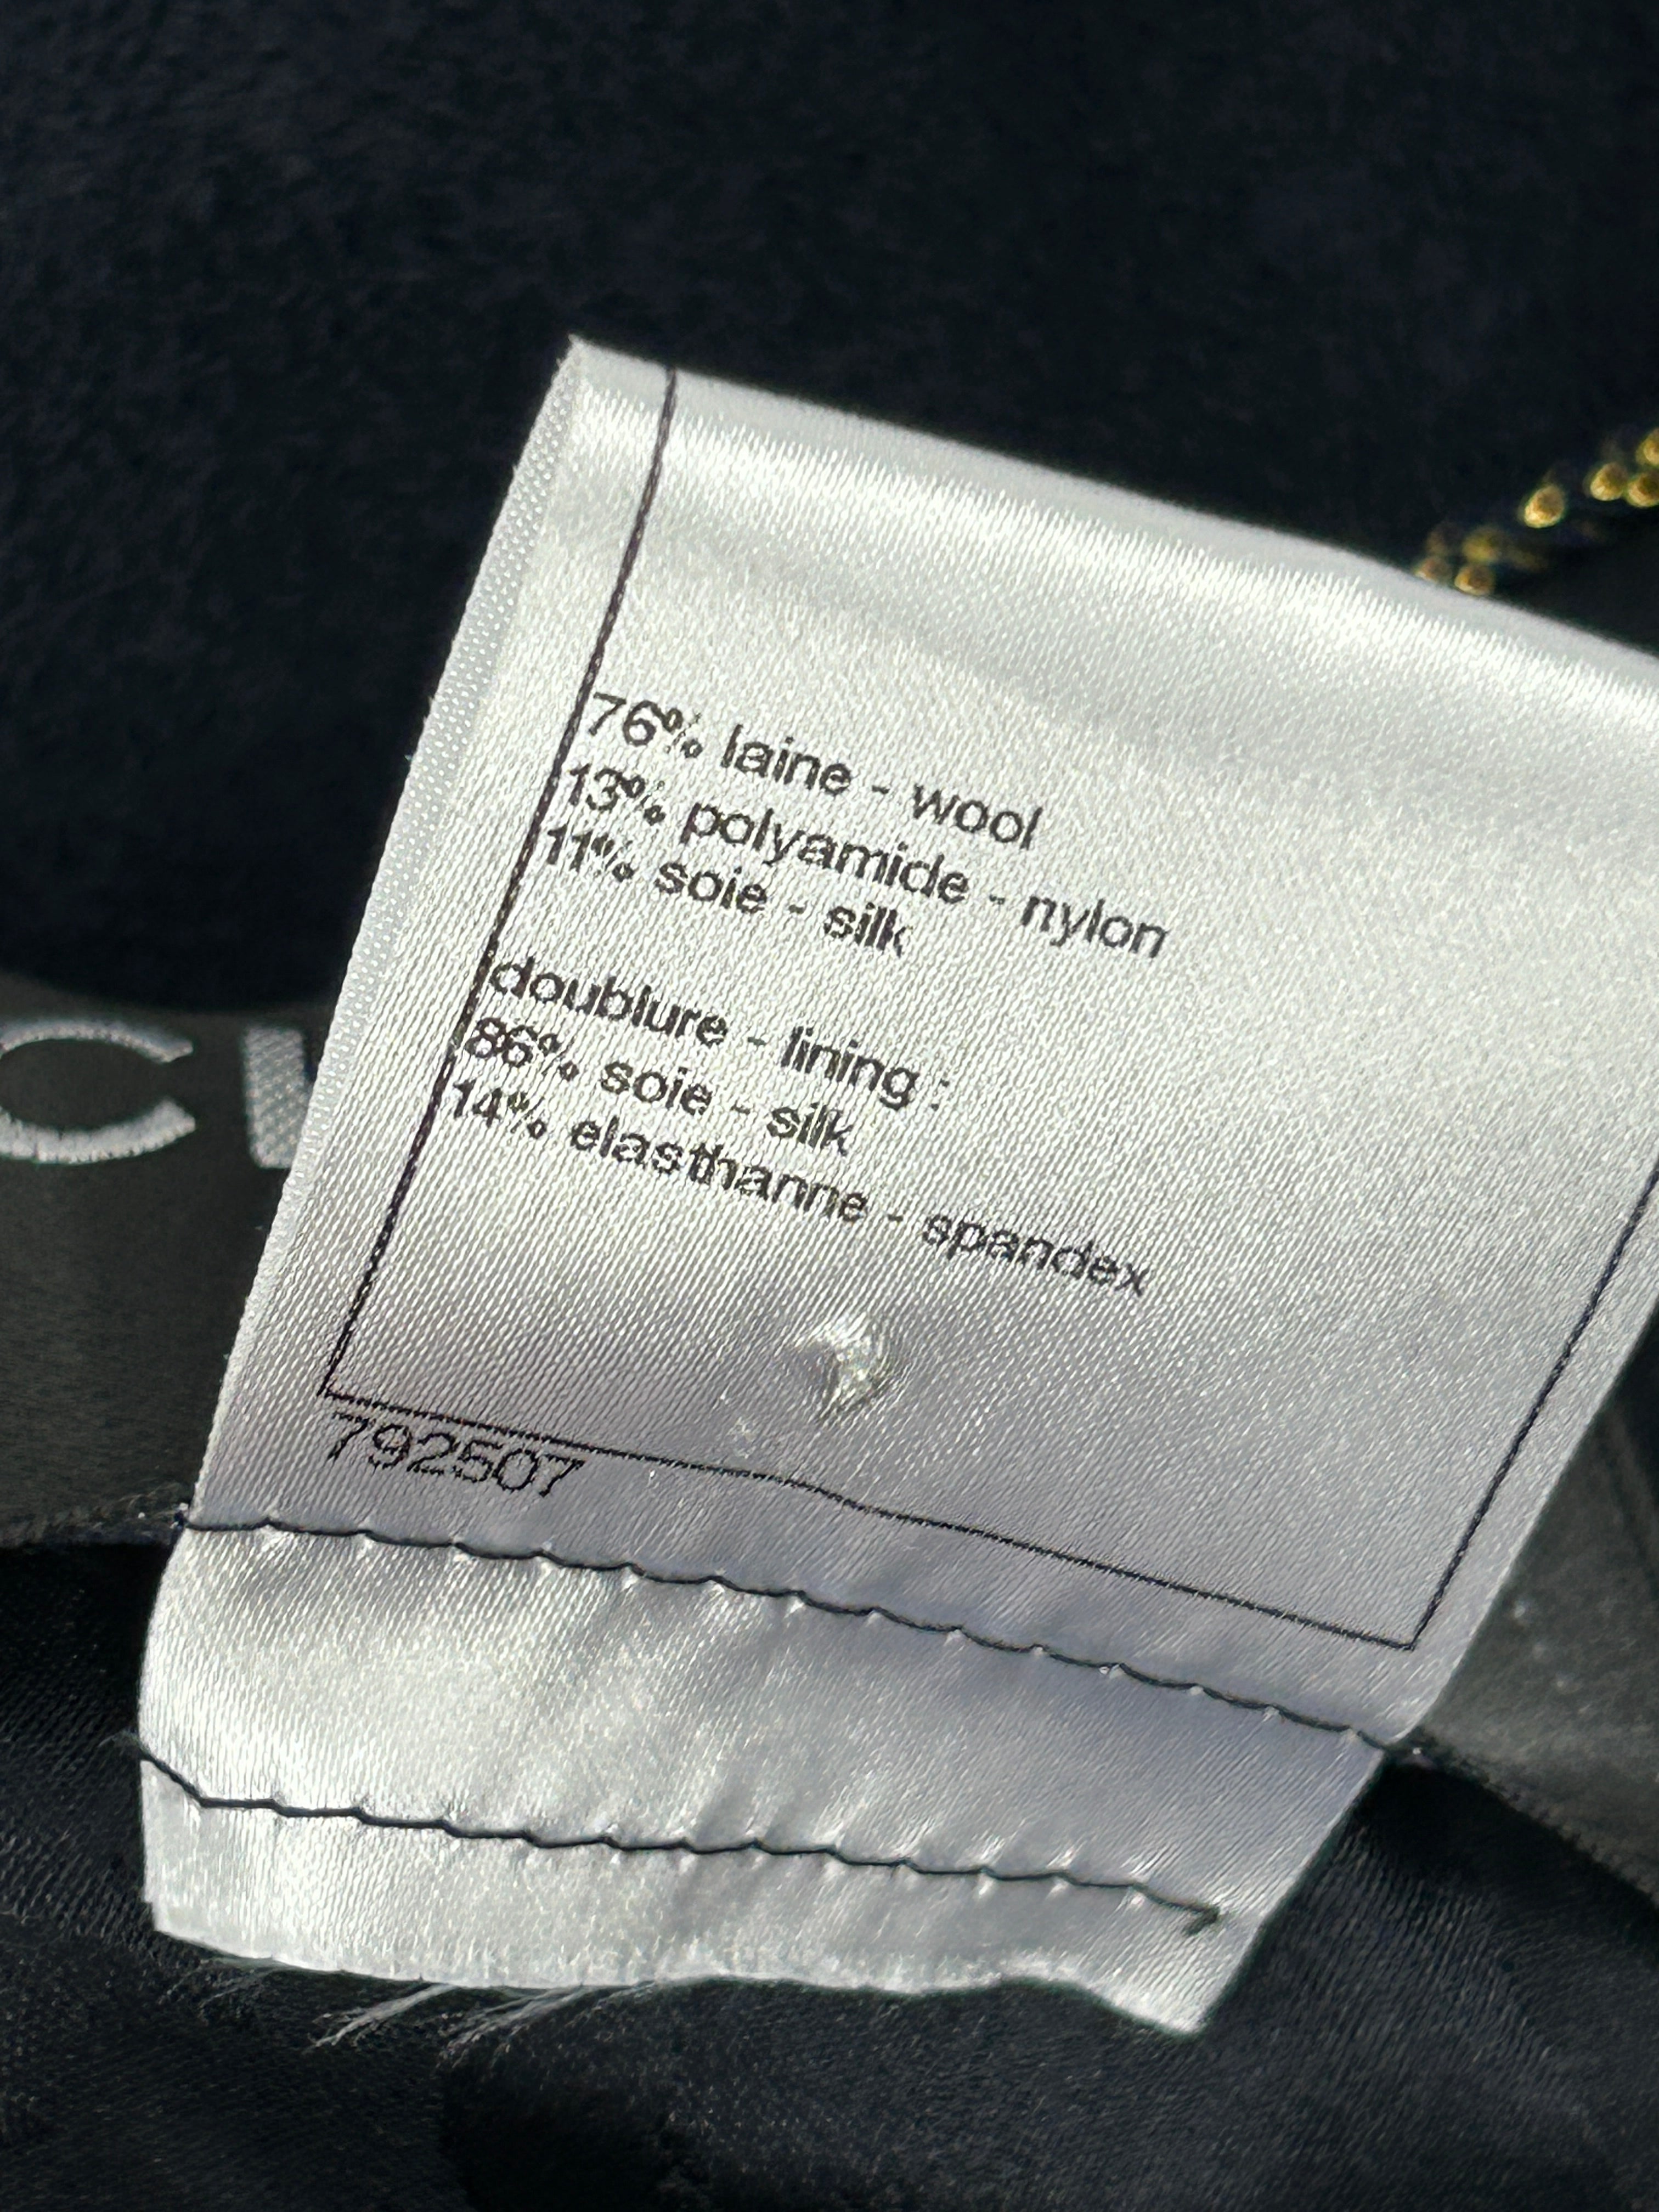 76% laine - wool
13% polyamide - nylon
11% soie - silk
doublure - lining :
86% soie - silk
14% elasthanne - spandex
792507